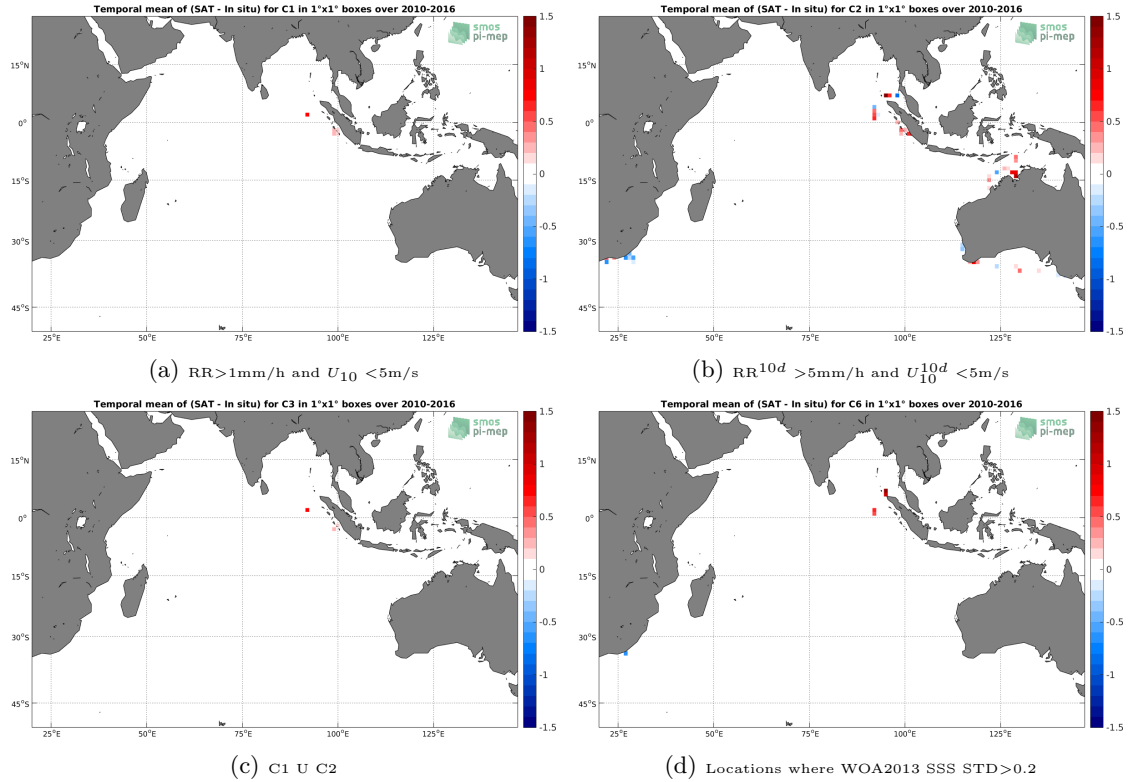 Temporal mean of (SAT - In situ) for C1 in 1°x1° boxes over 2010-2016
smos
pi-mep
15°N
0°
15°S
30°S
45°S
25°E
50°E
75°E
100°E
125°E
1.5
1
0.5
0
-0.5
-1
-1.5
(a) RR>1mm/h and U10 <5m/s
Temporal mean of (SAT - In situ) for C2 in 1°x1° boxes over 2010-2016
smos
pi-mep
15°N
0°
15°S
30°S
45°S
25°E
50°E
75°E
100°E
125°E
1.5
1
0.5
0
-0.5
-1
-1.5
(b) RR^10d >5mm/h and U10^10d <5m/s
Temporal mean of (SAT - In situ) for C3 in 1°x1° boxes over 2010-2016
smos
pi-mep
15°N
0°
15°S
30°S
45°S
25°E
50°E
75°E
100°E
125°E
1.5
1
0.5
0
-0.5
-1
-1.5
(c) C1 U C2
Temporal mean of (SAT - In situ) for C6 in 1°x1° boxes over 2010-2016
smos
pi-mep
15°N
0°
15°S
30°S
45°S
25°E
50°E
75°E
100°E
125°E
1.5
1
0.5
0
-0.5
-1
-1.5
(d) Locations where WOA2013 SSS STD>0.2